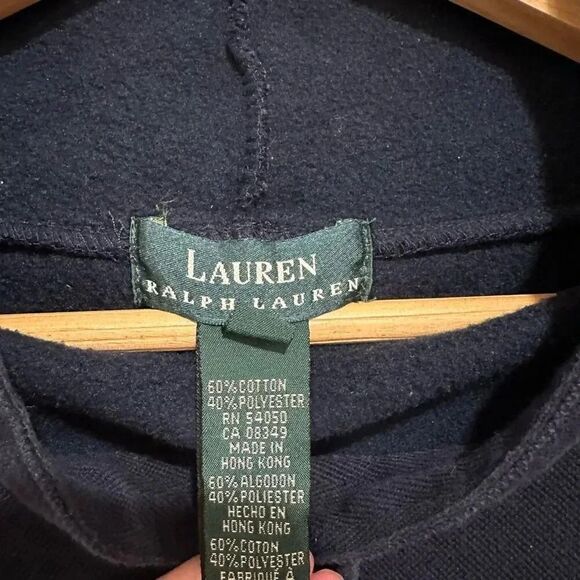 LAUREN
RALPH LAUREN
60% COTTON
40% POLYESTER
RN 54050
CA 08349
MADE IN
HONG KONG
60% ALGODON
40% POLIESTER
HECHO EN
HONG KONG
60% COTON
40% POLYESTER
FABRIQUÉ À